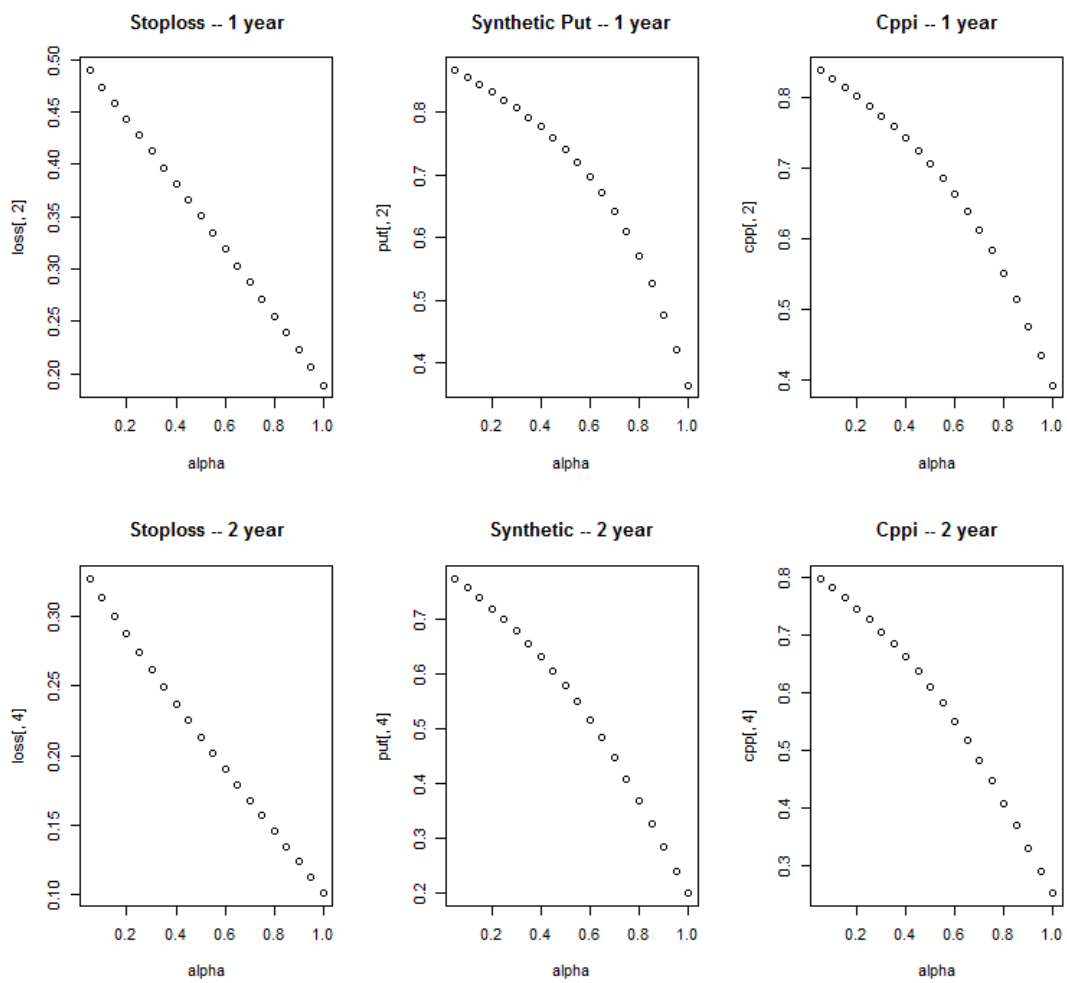 Stoploss -- 1 year
loss[, 2]
0.50
0.45
0.40
0.35
0.30
0.25
0.20
0.2 0.4 0.6 0.8 1.0
alpha
Synthetic Put -- 1 year
put[, 2]
0.8
0.7
0.6
0.5
0.4
0.2 0.4 0.6 0.8 1.0
alpha
Cppi -- 1 year
cpp[, 2]
0.8
0.7
0.6
0.5
0.4
0.2 0.4 0.6 0.8 1.0
alpha
Stoploss -- 2 year
loss[, 4]
0.30
0.25
0.20
0.15
0.10
0.2 0.4 0.6 0.8 1.0
alpha
Synthetic -- 2 year
put[, 4]
0.7
0.6
0.5
0.4
0.3
0.2
0.2 0.4 0.6 0.8 1.0
alpha
Cppi -- 2 year
cpp[, 4]
0.8
0.7
0.6
0.5
0.4
0.3
0.2 0.4 0.6 0.8 1.0
alpha